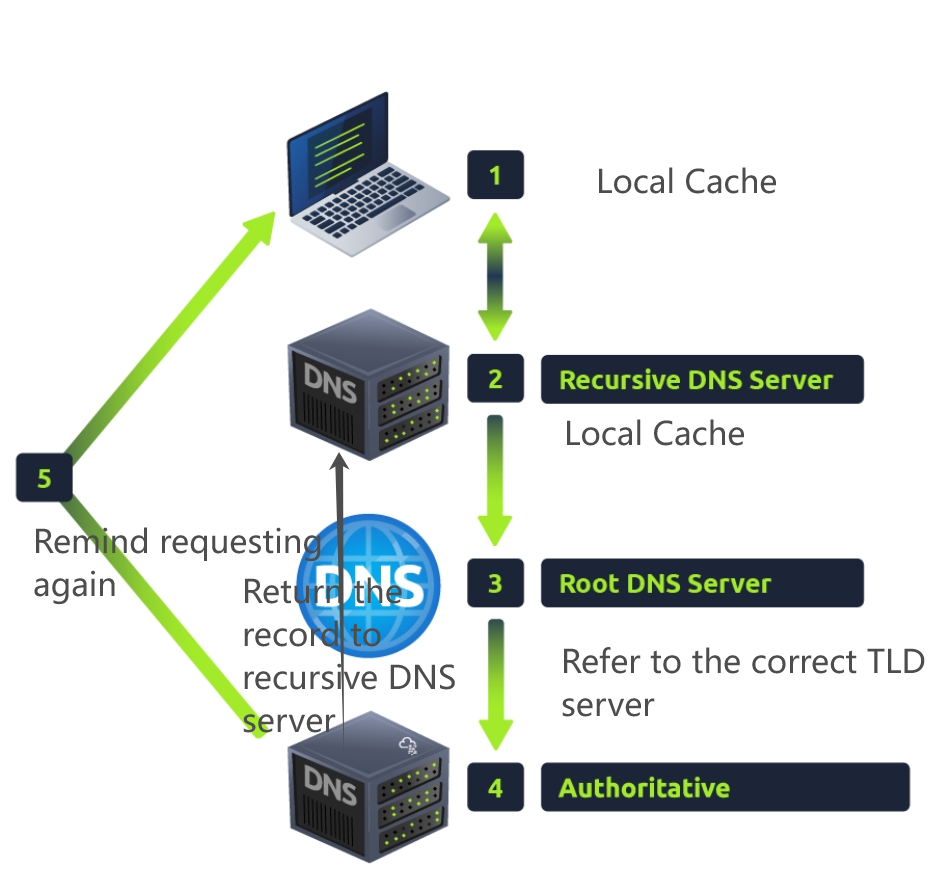 1
Local Cache
DNS
2
Recursive DNS Server
Local Cache
5
Remind requesting
again
DNS
3
Root DNS Server
Return the
record to
recursive DNS
server
Refer to the correct TLD
server
DNS
4
Authoritative